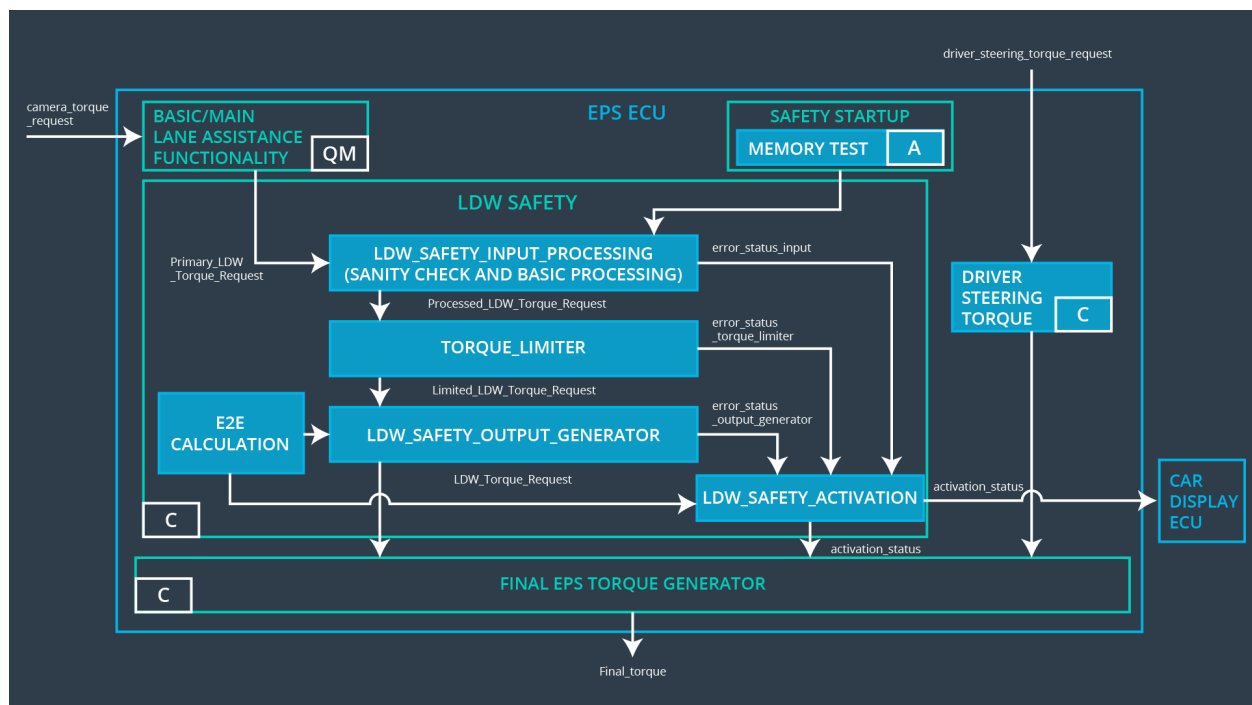 driver_steering_torque_request
camera_torque
_request
EPS ECU
BASIC/MAIN
LANE ASSISTANCE
FUNCTIONALITY
QM
SAFETY STARTUP
MEMORY TEST
A
LDW SAFETY
Primary_LDW
_Torque_Request
LDW_SAFETY_INPUT_PROCESSING
(SANITY CHECK AND BASIC PROCESSING)
error_status_input
DRIVER
STEERING
TORQUE
C
Processed_LDW_Torque_Request
TORQUE_LIMITER
error_status
_torque_limiter
Limited_LDW_Torque_Request
E2E
CALCULATION
LDW_SAFETY_OUTPUT_GENERATOR
error_status
_output_generator
LDW_Torque_Request
LDW_SAFETY_ACTIVATION
activation_status
CAR
DISPLAY
ECU
C
activation_status
FINAL EPS TORQUE GENERATOR
C
Final_torque